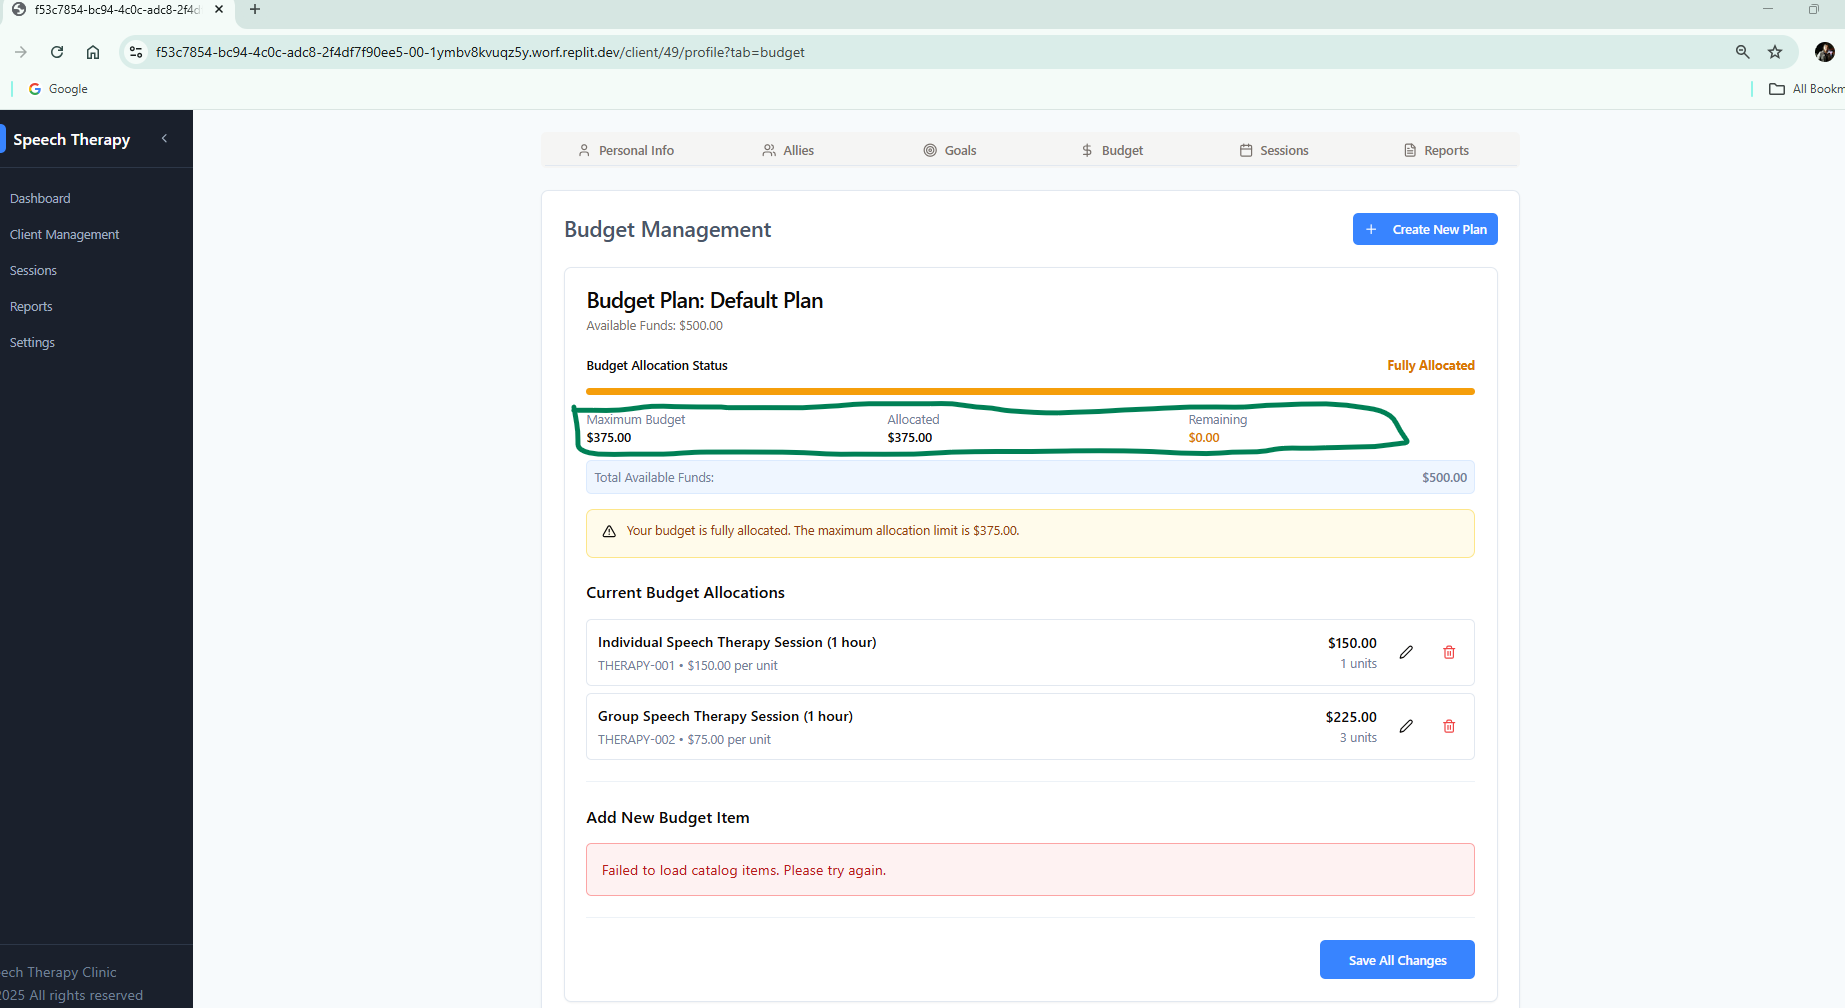 f53c7854-bc94-4c0c-adc8-2f4d
f53c7854-bc94-4c0c-adc8-2f4df7f90ee5-00-1ymbv8kvuqz5y.worf.replit.dev/client/49/profile?tab=budget
Google
All Bookm
Speech Therapy
Dashboard
Client Management
Sessions
Reports
Settings
eech Therapy Clinic
2025 All rights reserved
Personal Info Allies Goals Budget Sessions Reports
Budget Management
+ Create New Plan
Budget Plan: Default Plan
Available Funds: $500.00
Budget Allocation Status Fully Allocated
Maximum Budget Allocated Remaining
$375.00 $375.00 $0.00
Total Available Funds: $500.00
Your budget is fully allocated. The maximum allocation limit is $375.00.
Current Budget Allocations
Individual Speech Therapy Session (1 hour) $150.00
THERAPY-001 • $150.00 per unit 1 units
Group Speech Therapy Session (1 hour) $225.00
THERAPY-002 • $75.00 per unit 3 units
Add New Budget Item
Failed to load catalog items. Please try again.
Save All Changes